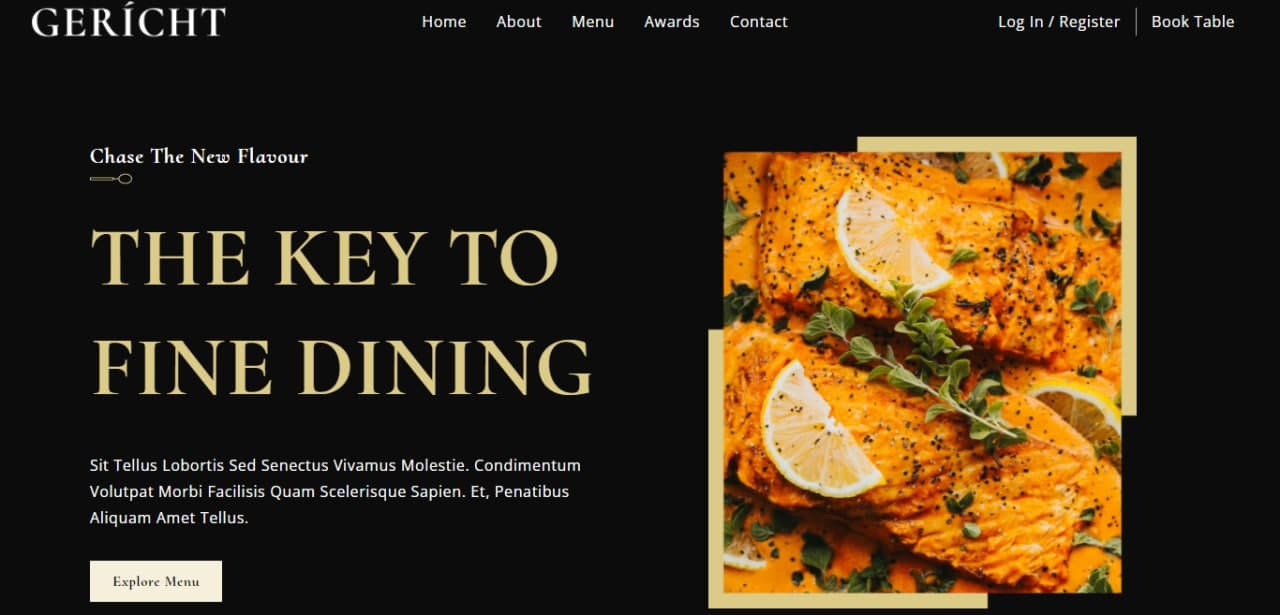 GERÍCHT
Home About Menu Awards Contact
Log In / Register Book Table
Chase The New Flavour
THE KEY TO
FINE DINING
Sit Tellus Lobortis Sed Senectus Vivamus Molestie. Condimentum
Volutpat Morbi Facilisis Quam Scelerisque Sapien. Et, Penatibus
Aliquam Amet Tellus.
Explore Menu